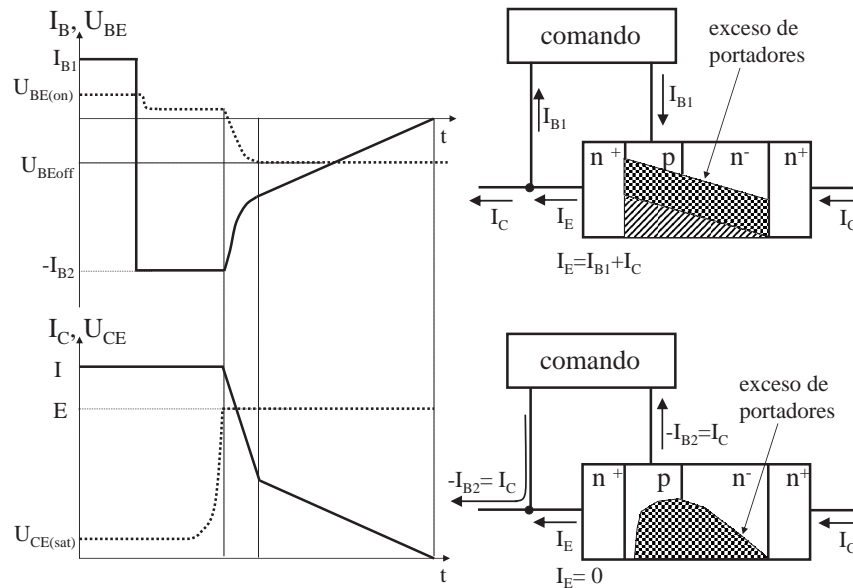 I_B, U_BE
I_B1
U_BE(on)
t
U_BEoff
-I_B2
I_C, U_CE
I
E
U_CE(sat)
t
comando
exceso de
portadores
I_B1
I_B1
n+ p n- n+
I_C
I_E
I_C
I_E=I_B1+I_C
comando
exceso de
portadores
-I_B2=I_C
-I_B2= I_C
n+ p n- n+
I_E
I_C
I_E= 0